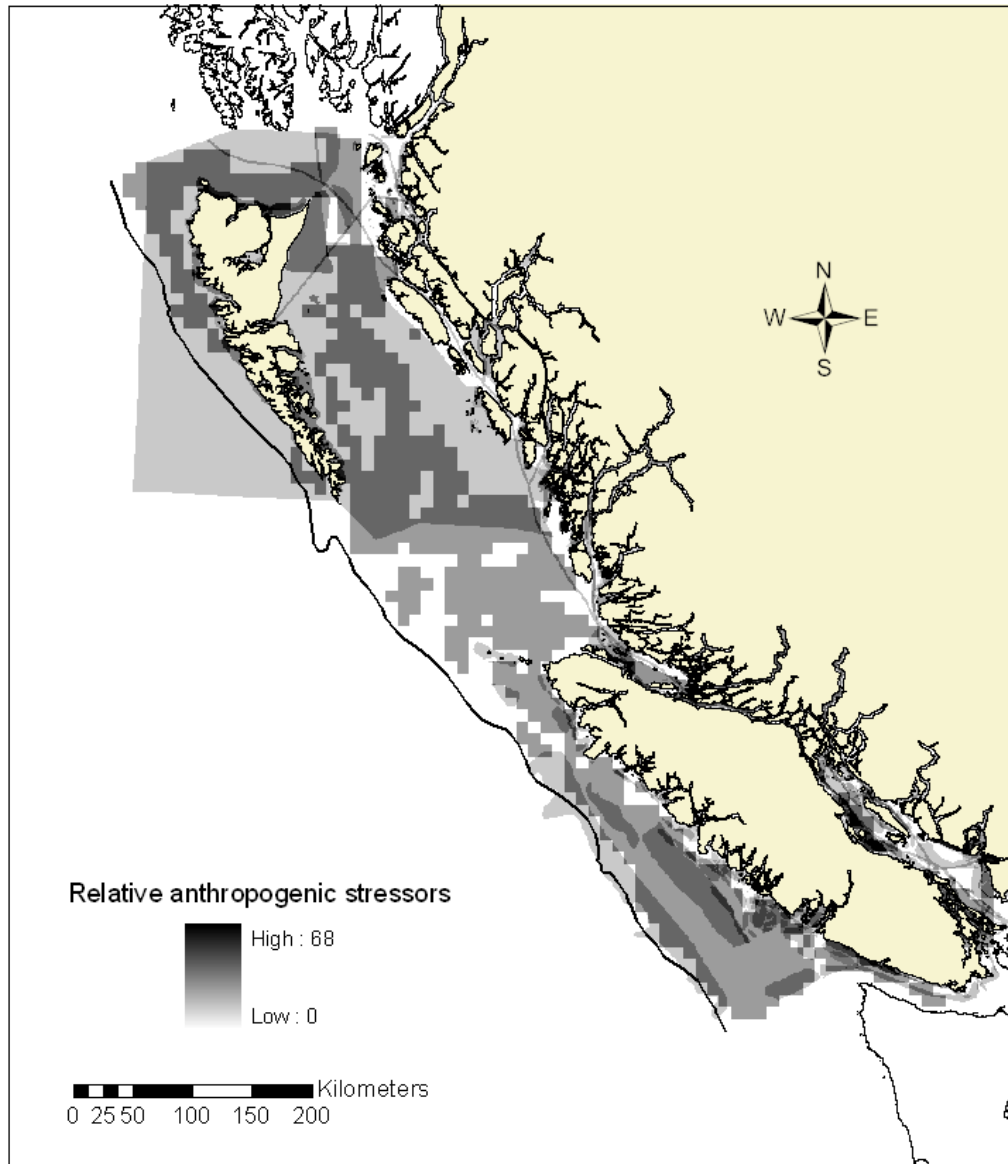 N
W E
S
Relative anthropogenic stressors
High : 68
Low : 0
Kilometers
0 25 50 100 150 200